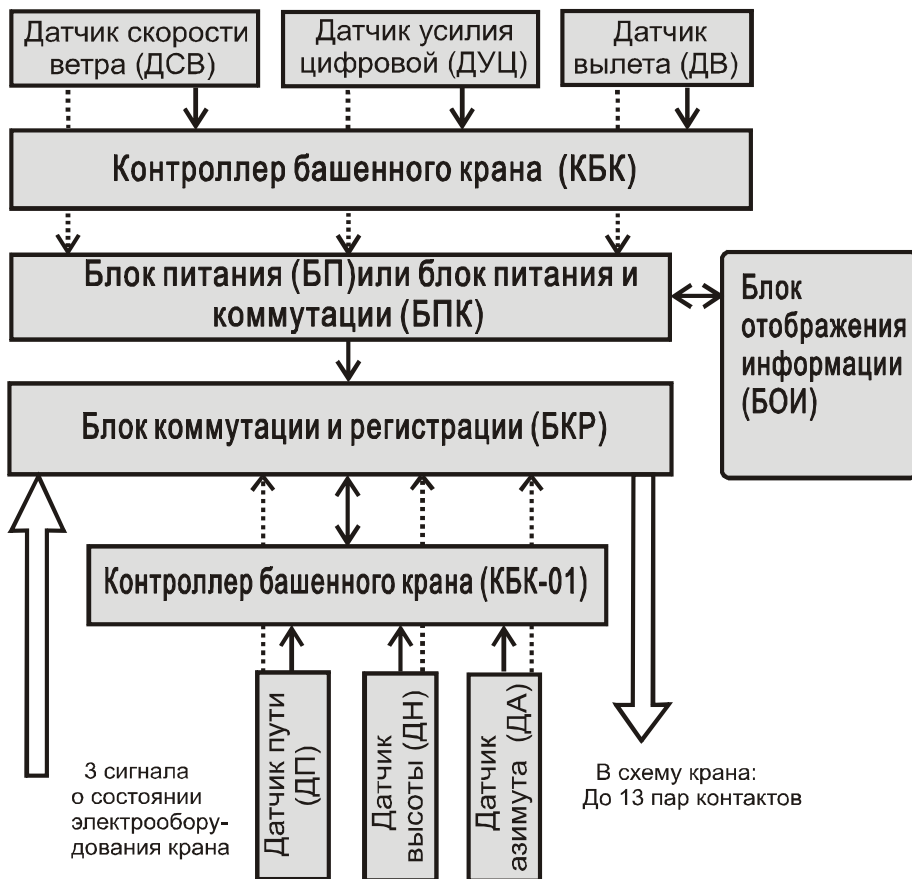 Датчик скорости
ветра (ДСВ)
Датчик усилия
цифровой (ДУЦ)
Датчик
вылета (ДВ)
Контроллер башенного крана (КБК)
Блок питания (БП)или блок питания и
коммутации (БПК)
Блок
отображения
информации
(БОИ)
Блок коммутации и регистрации (БКР)
Контроллер башенного крана (КБК-01)
Датчик пути
(ДП)
Датчик
высоты (ДН)
Датчик
азимута (ДА)
3 сигнала
о состоянии
электрообору-
дования крана
В схему крана:
До 13 пар контактов